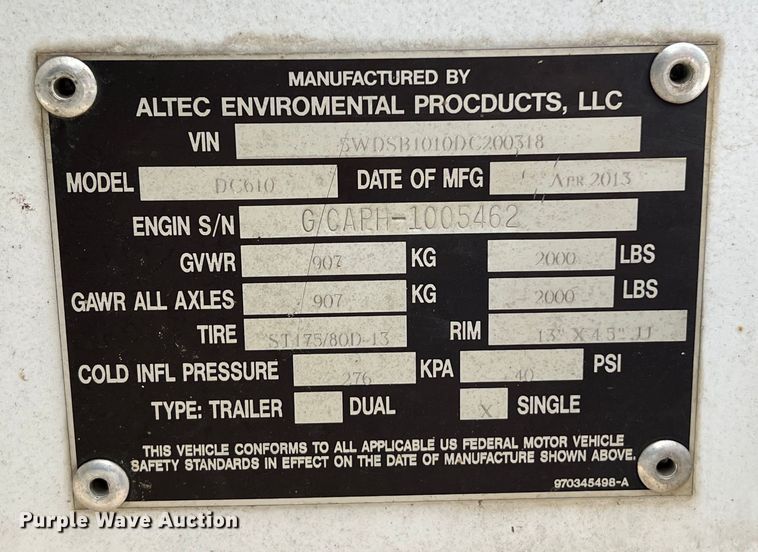 MANUFACTURED BY
ALTEC ENVIROMENTAL PROCDUCTS, LLC
VIN 5WDSB1010DC200318
MODEL DC610 DATE OF MFG APR 2013
ENGIN S/N G/CAPH-1005462
GVWR 907 KG 2000 LBS
GAWR ALL AXLES 907 KG 2000 LBS
TIRE ST175/80D-13 RIM 13" X 4.5" JJ
COLD INFL PRESSURE 276 KPA 40 PSI
TYPE: TRAILER DUAL X SINGLE
THIS VEHICLE CONFORMS TO ALL APPLICABLE US FEDERAL MOTOR VEHICLE
SAFETY STANDARDS IN EFFECT ON THE DATE OF MANUFACTURE SHOWN ABOVE.
970345498-A
Purple Wave Auction